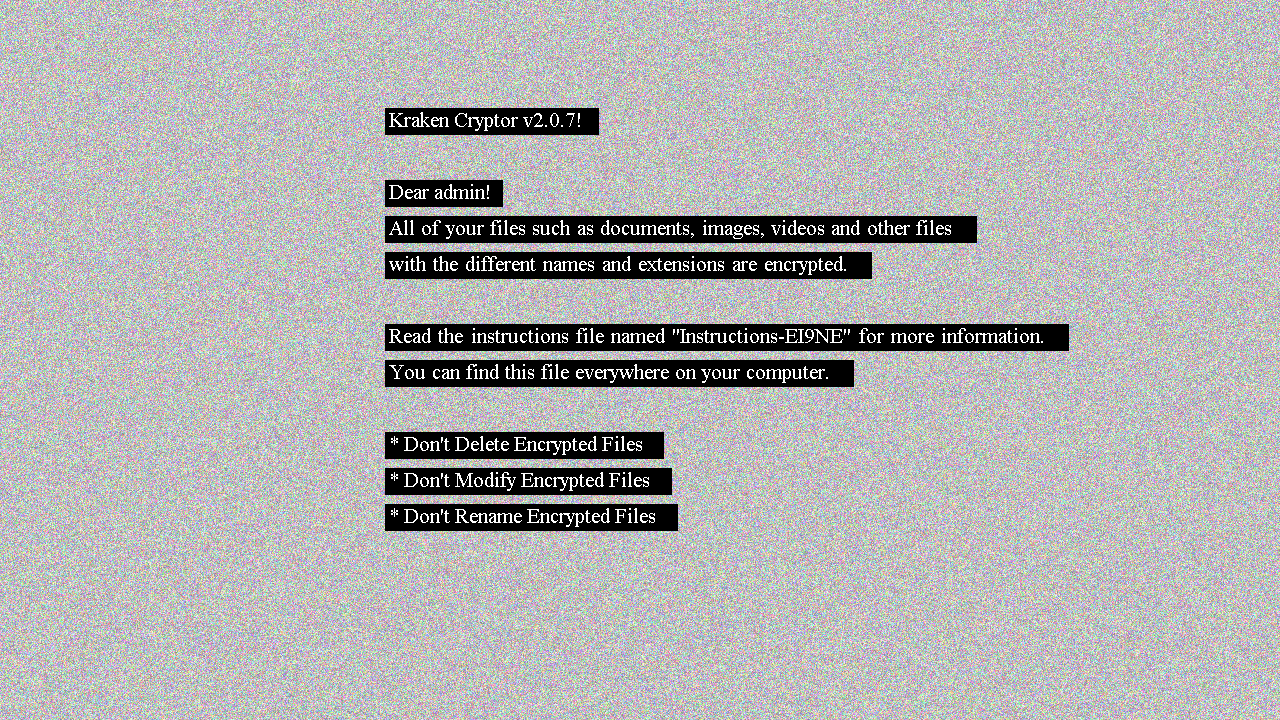 Kraken Cryptor v2.0.7!
Dear admin!
All of your files such as documents, images, videos and other files
with the different names and extensions are encrypted.
Read the instructions file named "Instructions-EI9NE" for more information.
You can find this file everywhere on your computer.
* Don't Delete Encrypted Files
* Don't Modify Encrypted Files
* Don't Rename Encrypted Files